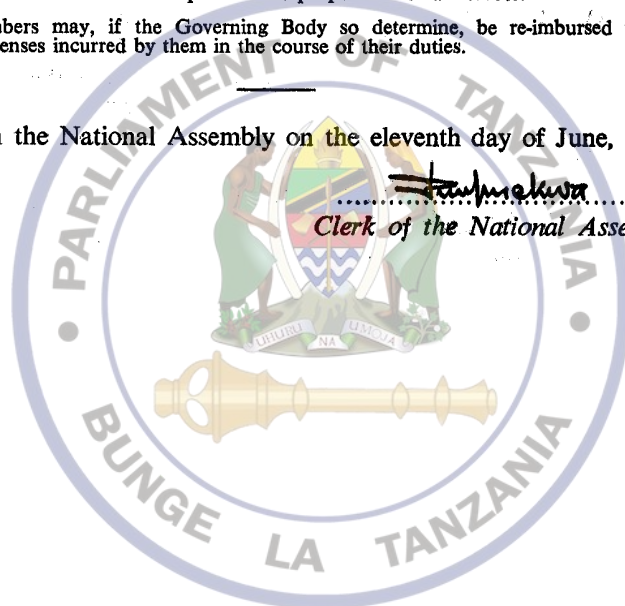 mbers may, if the Governing Body so determine, be re-imbursed
enses incurred by them in the course of their duties.
the National Assembly on the eleventh day of June,
Clerk of the National Asse
PARLIAMENT OF TANZANIA
UHURU NA UMOJA
BUNGE LA TANZANIA